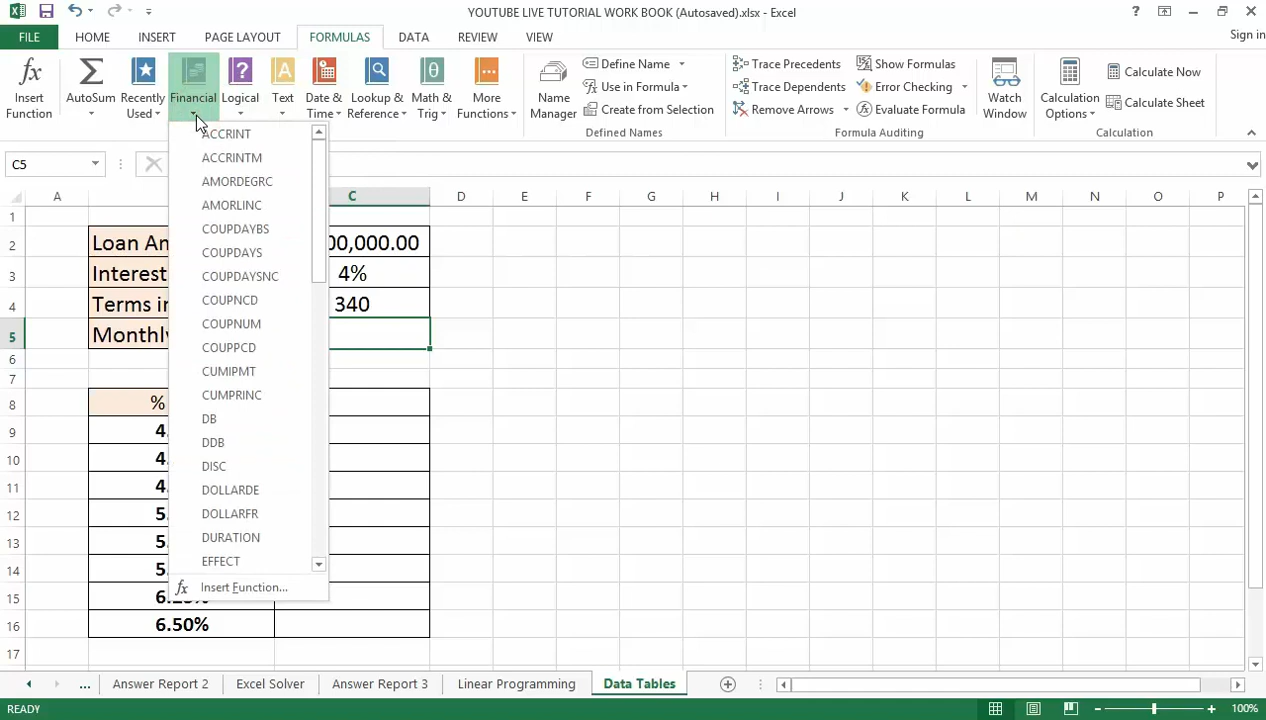 YOUTUBE LIVE TUTORIAL WORK BOOK (Autosaved).xlsx - Excel
Sign in
FILE HOME INSERT PAGE LAYOUT FORMULAS DATA REVIEW VIEW
Insert Function
AutoSum
Recently Used
Financial
Logical
Text
Date & Time
Lookup & Reference
Math & Trig
More Functions
Name Manager
Define Name
Use in Formula
Create from Selection
Defined Names
Trace Precedents
Trace Dependents
Remove Arrows
Show Formulas
Error Checking
Evaluate Formula
Formula Auditing
Watch Window
Calculation Options
Calculate Now
Calculate Sheet
Calculation
C5
ACCRINT
ACCRINTM
AMORDEGRC
AMORLINC
COUPDAYBS
COUPDAYS
COUPDAYSNC
COUPNCD
COUPNUM
COUPPCD
CUMIPMT
CUMPRINC
DB
DDB
DISC
DOLLARDE
DOLLARFR
DURATION
EFFECT
Insert Function...
A C D E F G H I J K L M N O P
1
2 Loan Am 00,000.00
3 Interest 4%
4 Terms in 340
5 Monthly
6
7
8 %
9 4.
10 4.
11 4.
12 5.
13 5.
14 5.
15 6.
16 6.50%
17
... Answer Report 2 Excel Solver Answer Report 3 Linear Programming Data Tables
READY
100%